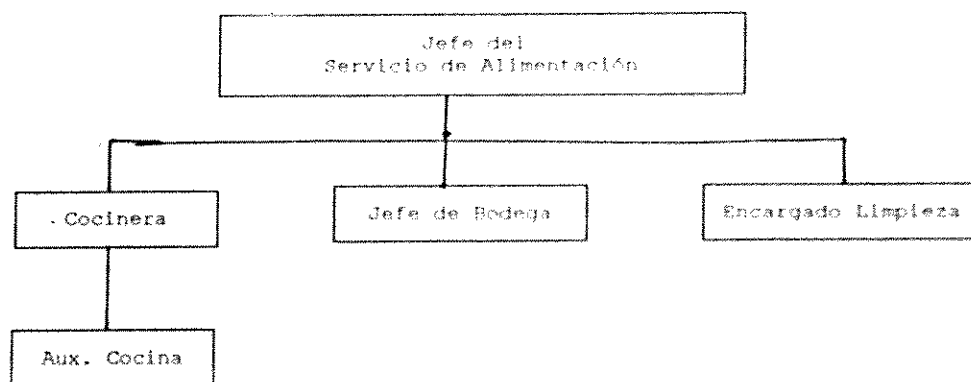 Jefe del
Servicio de Alimentación
Cocinera
Jefe de Bodega
Encargado Limpieza
Aux. Cocina